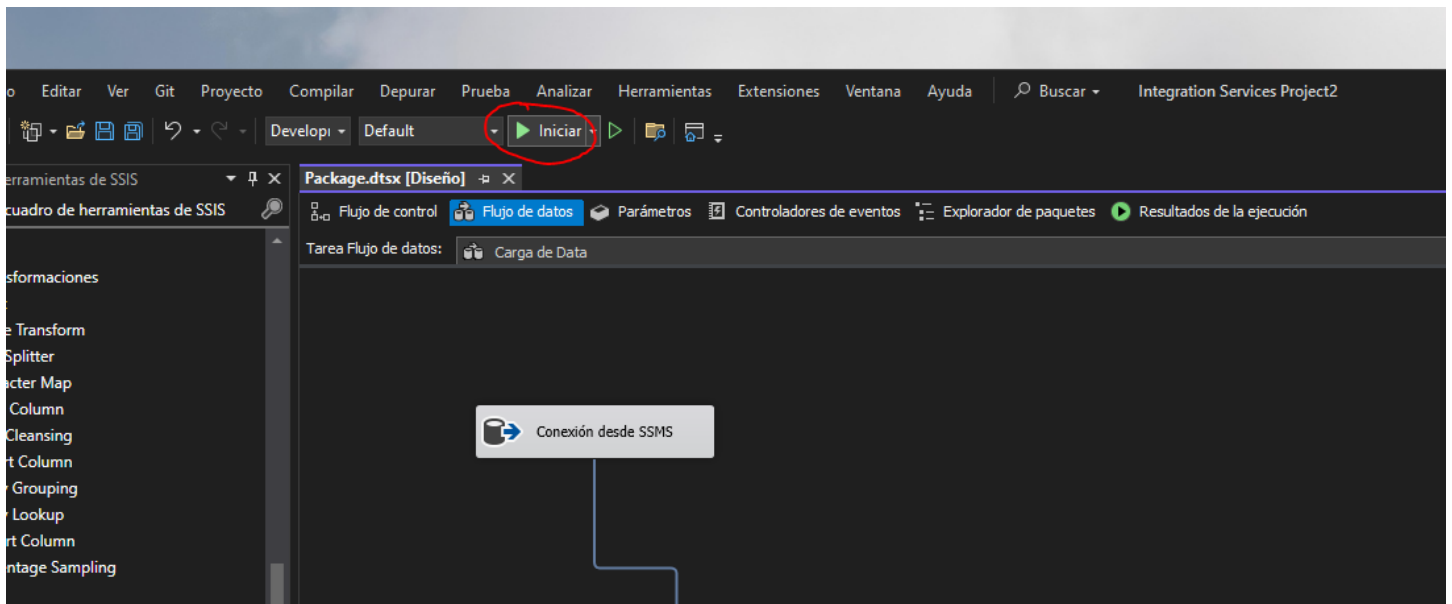 o Editar Ver Git Proyecto Compilar Depurar Prueba Analizar Herramientas Extensiones Ventana Ayuda Buscar Integration Services Project2
Developi Default Iniciar
erramientas de SSIS
Package.dtsx [Diseño]
cuadro de herramientas de SSIS
Flujo de control Flujo de datos Parámetros Controladores de eventos Explorador de paquetes Resultados de la ejecución
Tarea Flujo de datos: Carga de Data
sformaciones
e Transform
Splitter
acter Map
Column
Cleansing
rt Column
Grouping
Lookup
rt Column
ntage Sampling
Conexión desde SSMS